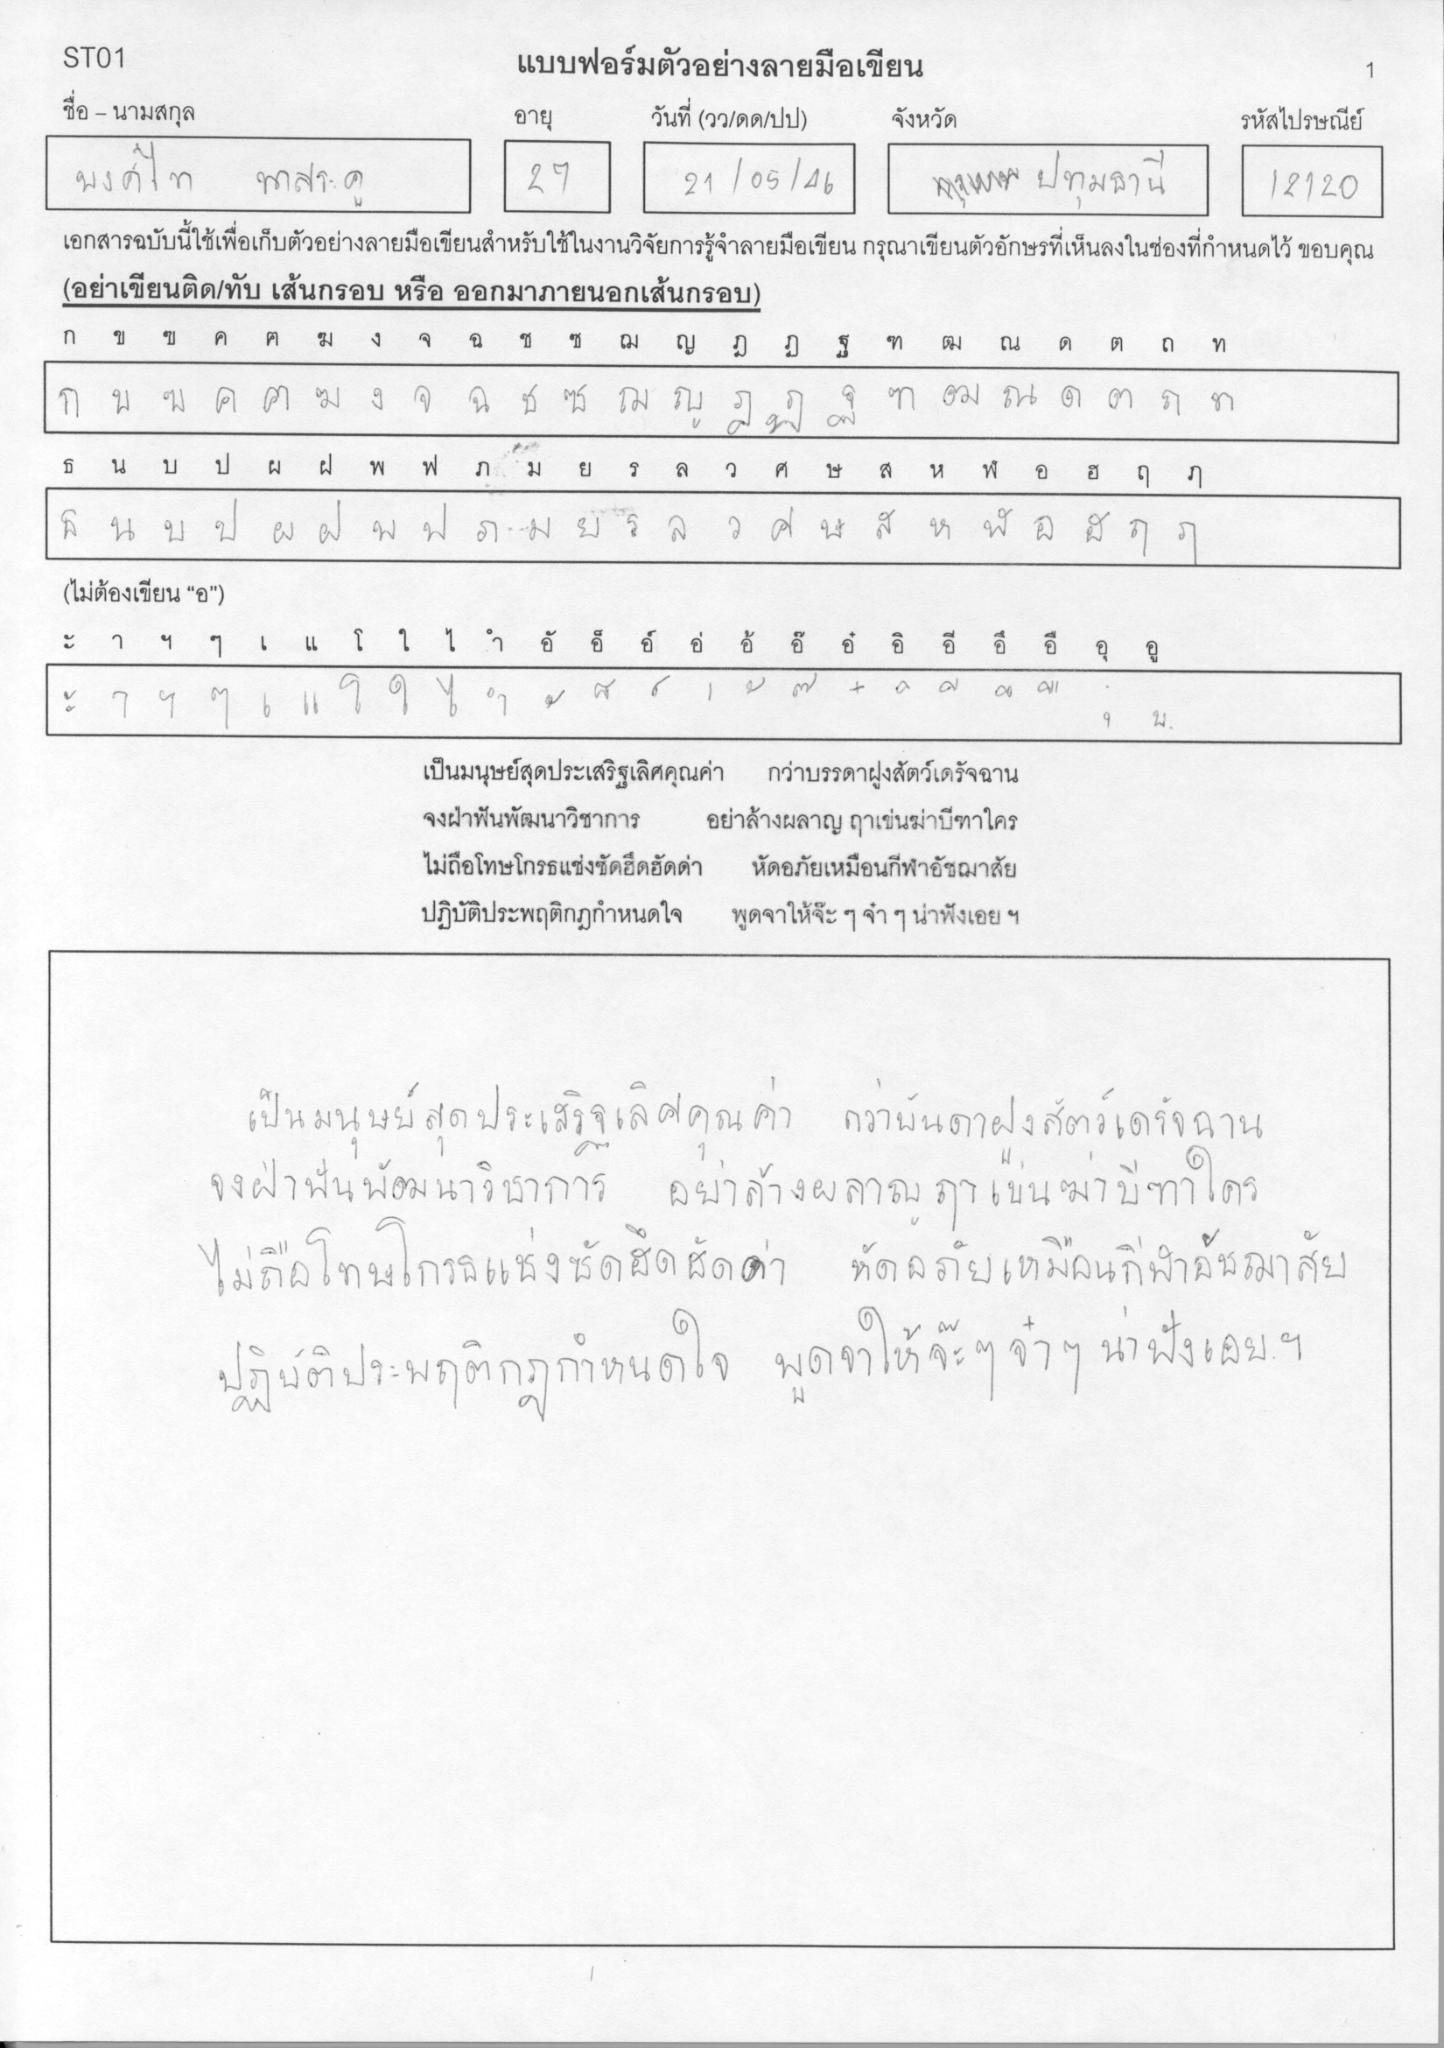 ST01
แบบฟอร์มตัวอย่างลายมือเขียน
1
ชื่อ – นามสกุล อายุ วันที่ (วว/ดด/ปป) จังหวัด รหัสไปรษณีย์
พงศ์ไท ทาสระคู 27 21/05/46 ปทุมธานี 12120
เอกสารฉบับนี้ใช้เพื่อเก็บตัวอย่างลายมือเขียนสำหรับใช้ในงานวิจัยการรู้จำลายมือเขียน กรุณาเขียนตัวอักษรที่เห็นลงในช่องที่กำหนดไว้ ขอบคุณ
(อย่าเขียนติด/ทับ เส้นกรอบ หรือ ออกมาภายนอกเส้นกรอบ)
ก ข ฃ ค ฅ ฆ ง จ ฉ ช ซ ฌ ญ ฎ ฏ ฐ ฑ ฒ ณ ด ต ถ ท
ก ข ฃ ค ฅ ฆ ง จ ฉ ช ซ ฌ ญ ฎ ฏ ฐ ฑ ฒ ณ ด ต ถ ท
ธ น บ ป ผ ฝ พ ฟ ภ ม ย ร ล ว ศ ษ ส ห ฬ อ ฮ ฤ ฦ
ธ น บ ป ผ ฝ พ ฟ ภ ม ย ร ล ว ศ ษ ส ห ฬ อ ฮ ฤ ฦ
(ไม่ต้องเขียน “อ”)
ะ า ฯ ๆ เ แ โ ใ ไ ำ อั อ็ อ์ อ่ อ้ อ๊ อ๋ อิ อี อึ อื อุ อู
ะ า ฯ ๆ เ แ โ ใ ไ ำ ั ็ ์ ่ ้ ๊ ๋ ิ ี ึ ื ุ ู
เป็นมนุษย์สุดประเสริฐเลิศคุณค่า กว่าบรรดาฝูงสัตว์เดรัจฉาน
จงฝ่าฟันพัฒนาวิชาการ อย่าล้างผลาญ ฤาเข่นฆ่าบีฑาใคร
ไม่ถือโทษโกรธแช่งซัดฮึดฮัดด่า หัดอภัยเหมือนกีฬาอัชฌาสัย
ปฏิบัติประพฤติกฎกำหนดใจ พูดจาให้จ๊ะ ๆ จ๋า ๆ น่าฟังเอย ฯ
เป็นมนุษย์สุดประเสริฐเลิศคุณค่า กว่าบันดาฝูงสัตว์เดรัจฉาน
จงฝ่าฟันพัฒนาวิชาการ อย่าล้างผลาญฤาเข่นฆ่าบีฑาใคร
ไม่ถือโทษโกรธแช่งซัดฮึดฮัดด่า หัดอภัยเหมือนกีฬาอัชฌาสัย
ปฏิบัติประพฤติกฎกำหนดใจ พูดจาให้จ๊ะๆจ๋าๆน่าฟังเอย.ฯ